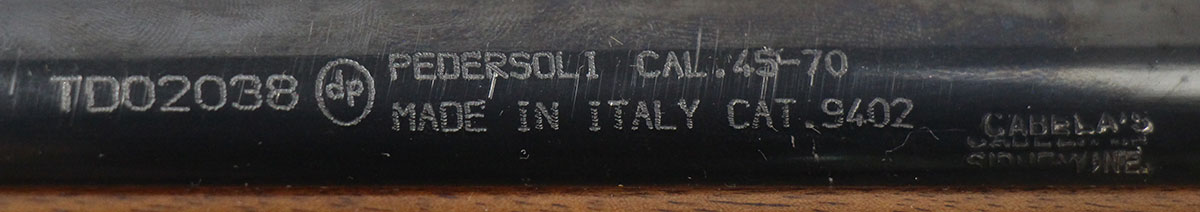 TD02038 dp PEDERSOLI CAL.45-70
MADE IN ITALY CAT.9402
CABELA'S